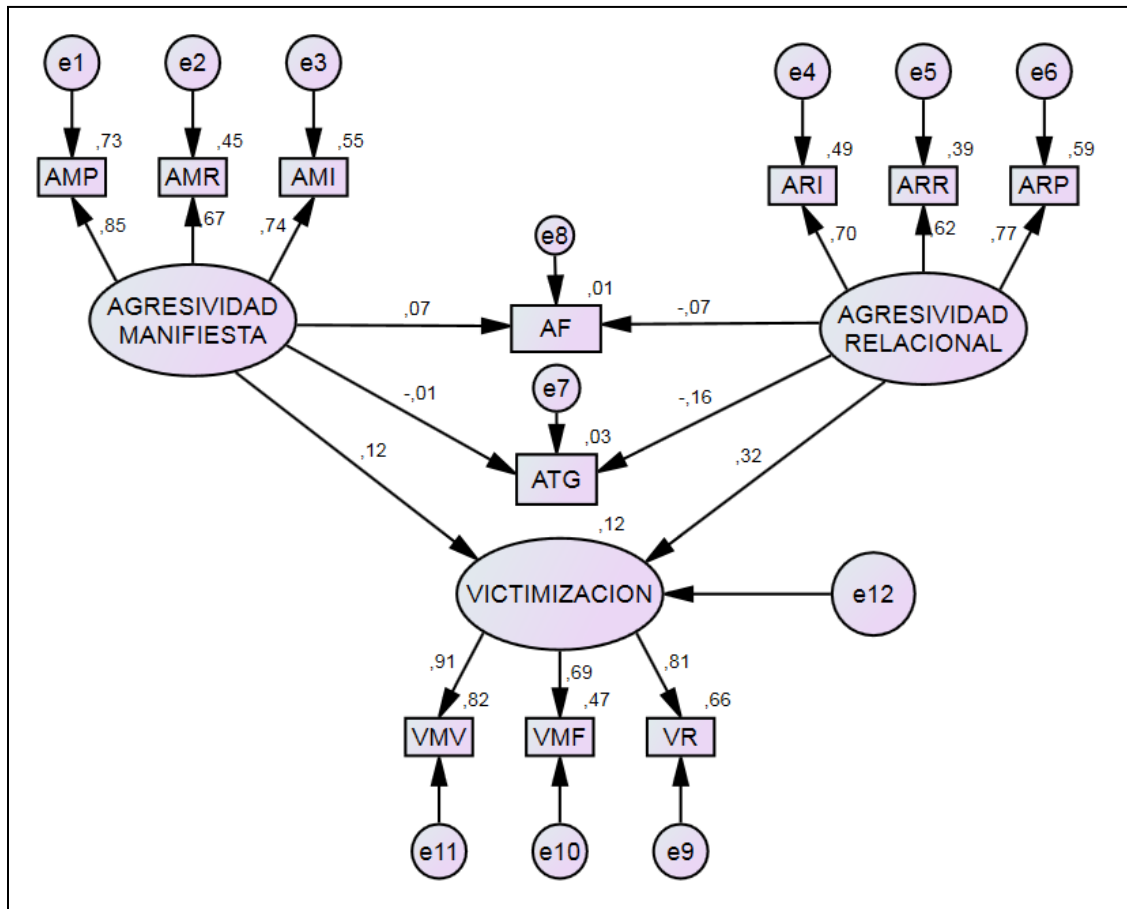 e1
e2
e3
e4
e5
e6
,73
,45
,55
,49
,39
,59
AMP
AMR
AMI
ARI
ARR
ARP
,85
,67
,74
,70
,62
,77
e8
AGRESIVIDAD
MANIFIESTA
,07
,01
AF
-,07
AGRESIVIDAD
RELACIONAL
e7
-,01
-,16
,03
ATG
,12
,32
,12
VICTIMIZACION
e12
,91
,69
,81
,82
,47
,66
VMV
VMF
VR
e11
e10
e9